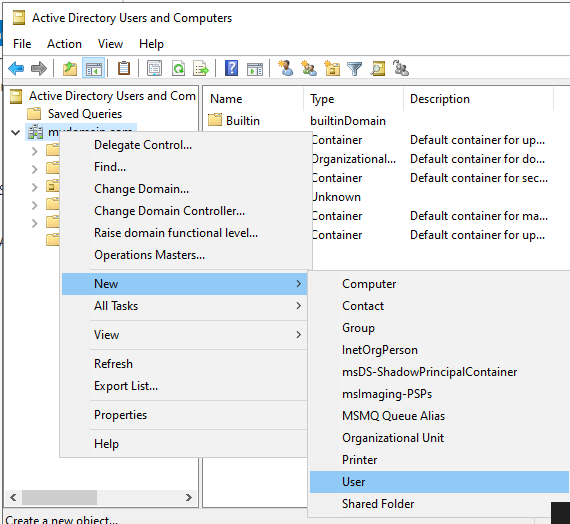 Active Directory Users and Computers
File Action View Help
Active Directory Users and Com
Saved Queries
Name Type Description
Builtin builtinDomain
Container Default container for up...
Organizational... Default container for do...
Container Default container for sec...
Unknown
Container Default container for ma...
Container Default container for up...
Delegate Control...
Find...
Change Domain...
Change Domain Controller...
Raise domain functional level...
Operations Masters...
New
All Tasks
View
Refresh
Export List...
Properties
Help
Computer
Contact
Group
InetOrgPerson
msDS-ShadowPrincipalContainer
msImaging-PSPs
MSMQ Queue Alias
Organizational Unit
Printer
User
Shared Folder
Create a new object...